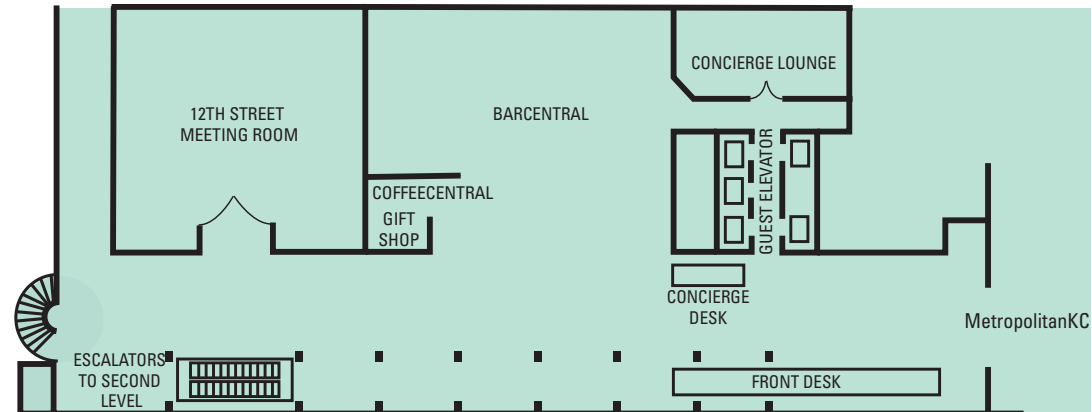 CONCIERGE LOUNGE
12TH STREET
MEETING ROOM
BARCENTRAL
GUEST ELEVATOR
COFFEECENTRAL
GIFT
SHOP
CONCIERGE
DESK
MetropolitanKC
ESCALATORS
TO SECOND
LEVEL
FRONT DESK